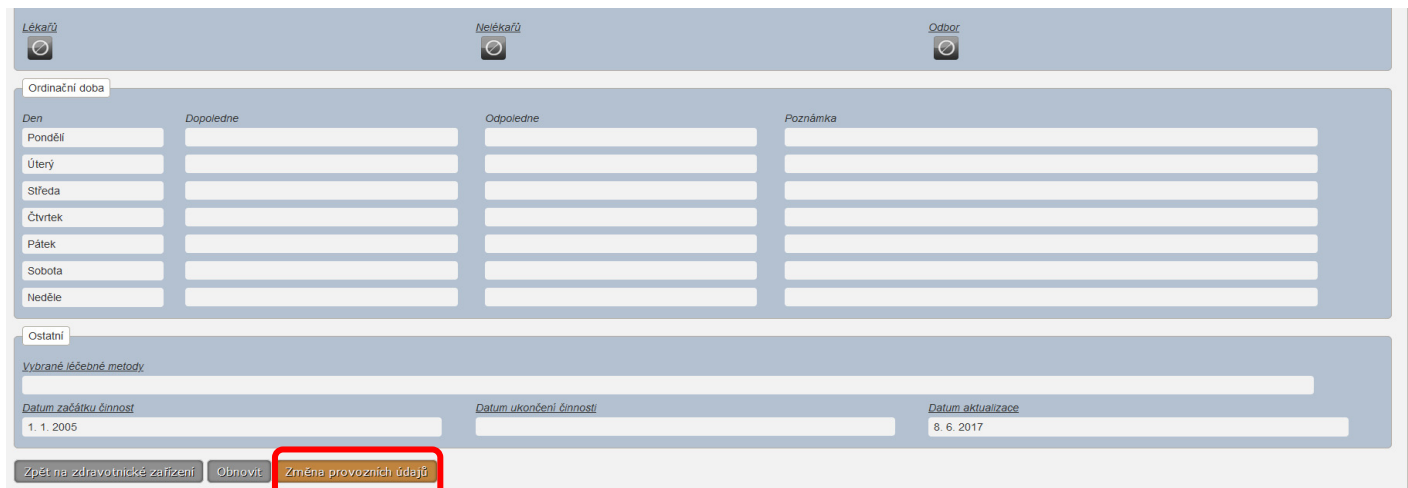 Lékařů Nelékařů Odbor
Ordinační doba
Den Dopoledne Odpoledne Poznámka
Pondělí
Úterý
Středa
Čtvrtek
Pátek
Sobota
Neděle
Ostatní
Vybrané léčebné metody
Datum začátku činnost Datum ukončení činnosti Datum aktualizace
1. 1. 2005 8. 6. 2017
Zpět na zdravotnické zařízení Obnovit Změna provozních údajů